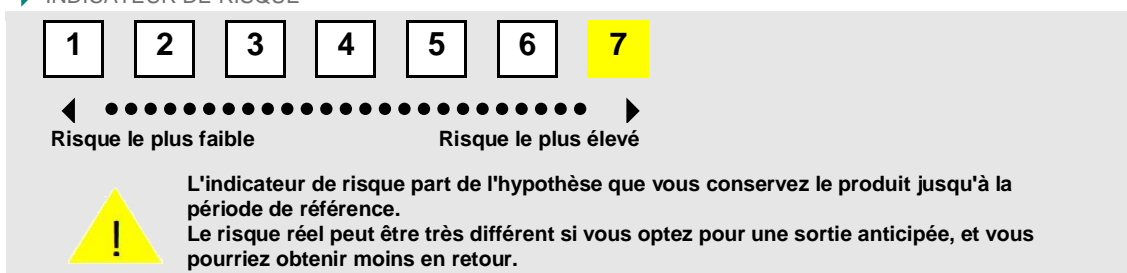 INDICATEUR DE RISQUE
1 2 3 4 5 6 7
Risque le plus faible Risque le plus élevé
L'indicateur de risque part de l'hypothèse que vous conservez le produit jusqu'à la
période de référence.
Le risque réel peut être très différent si vous optez pour une sortie anticipée, et vous
pourriez obtenir moins en retour.
!